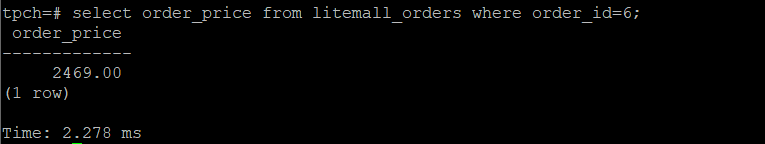 tpch=# select order_price from litemall_orders where order_id=6;
order_price
-------------
2469.00
(1 row)
Time: 2.278 ms